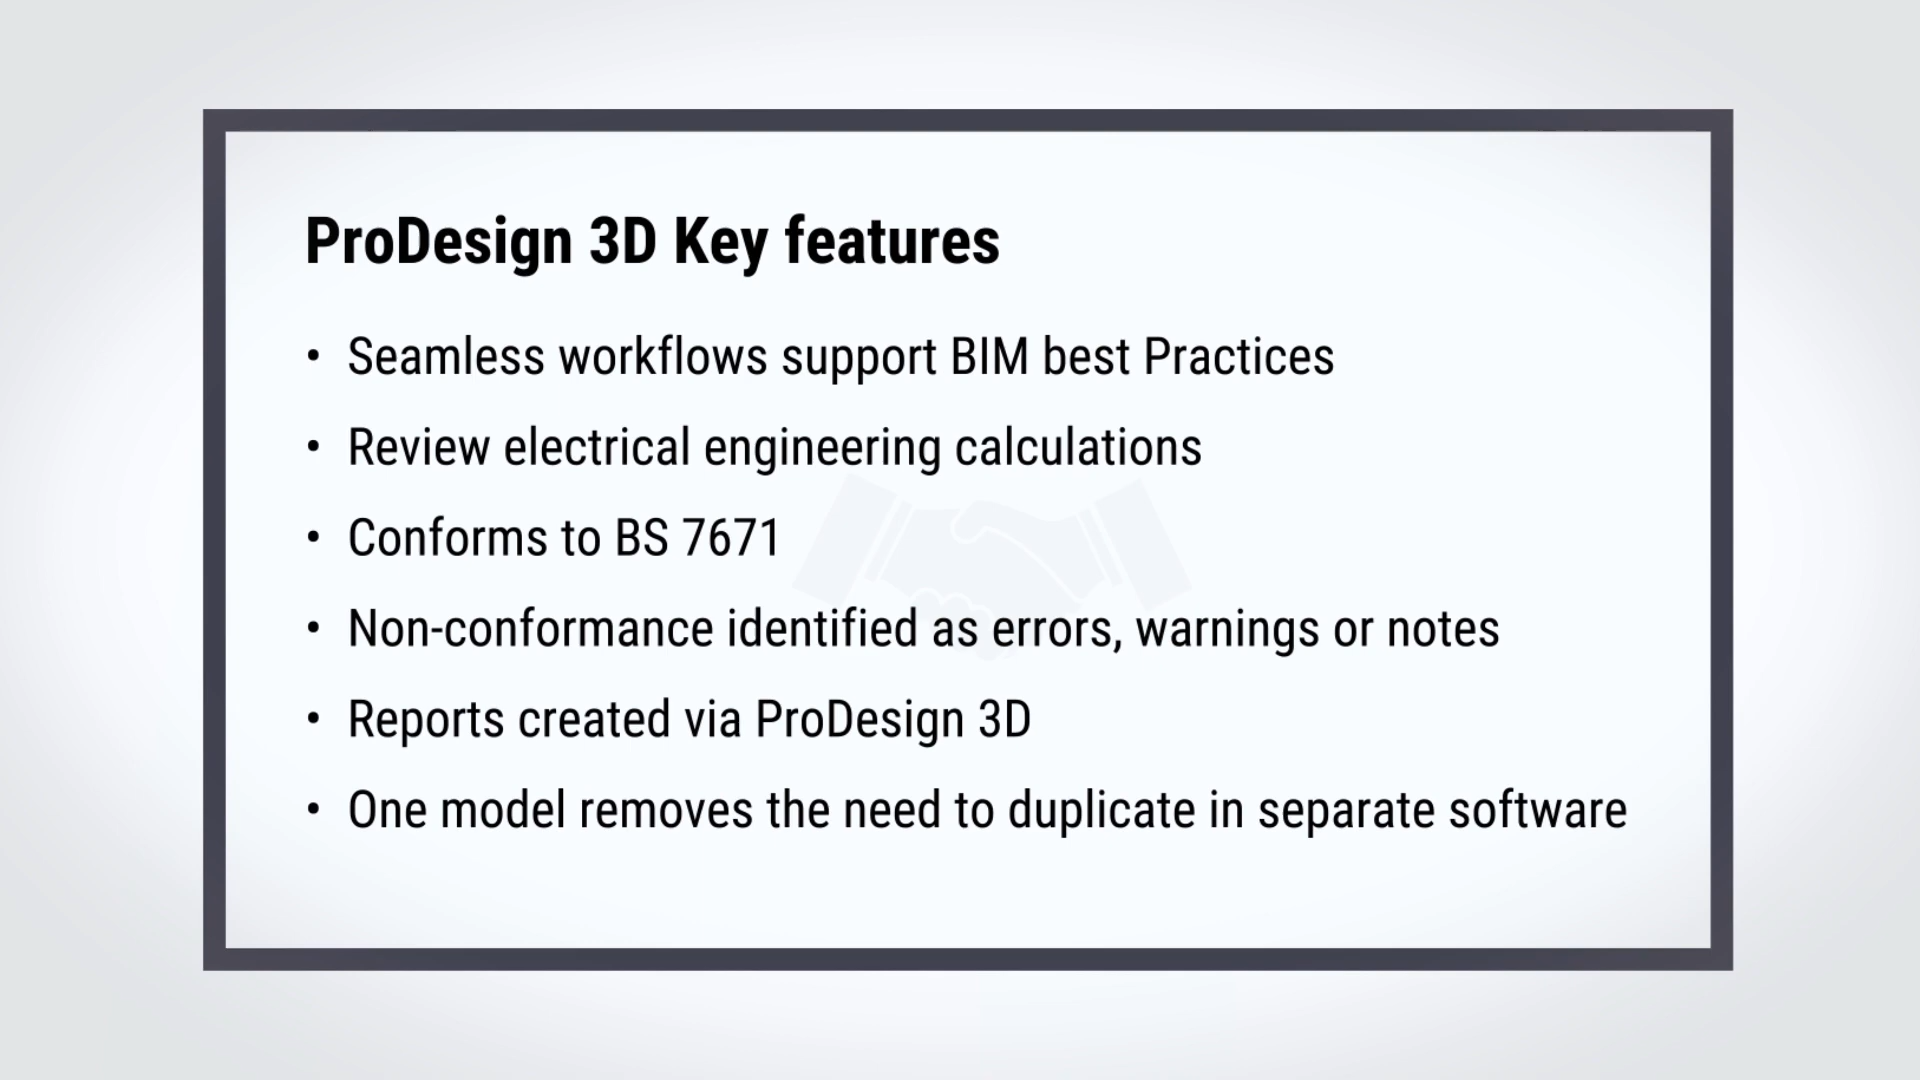 ProDesign 3D Key features
• Seamless workflows support BIM best Practices
• Review electrical engineering calculations
• Conforms to BS 7671
• Non-conformance identified as errors, warnings or notes
• Reports created via ProDesign 3D
• One model removes the need to duplicate in separate software